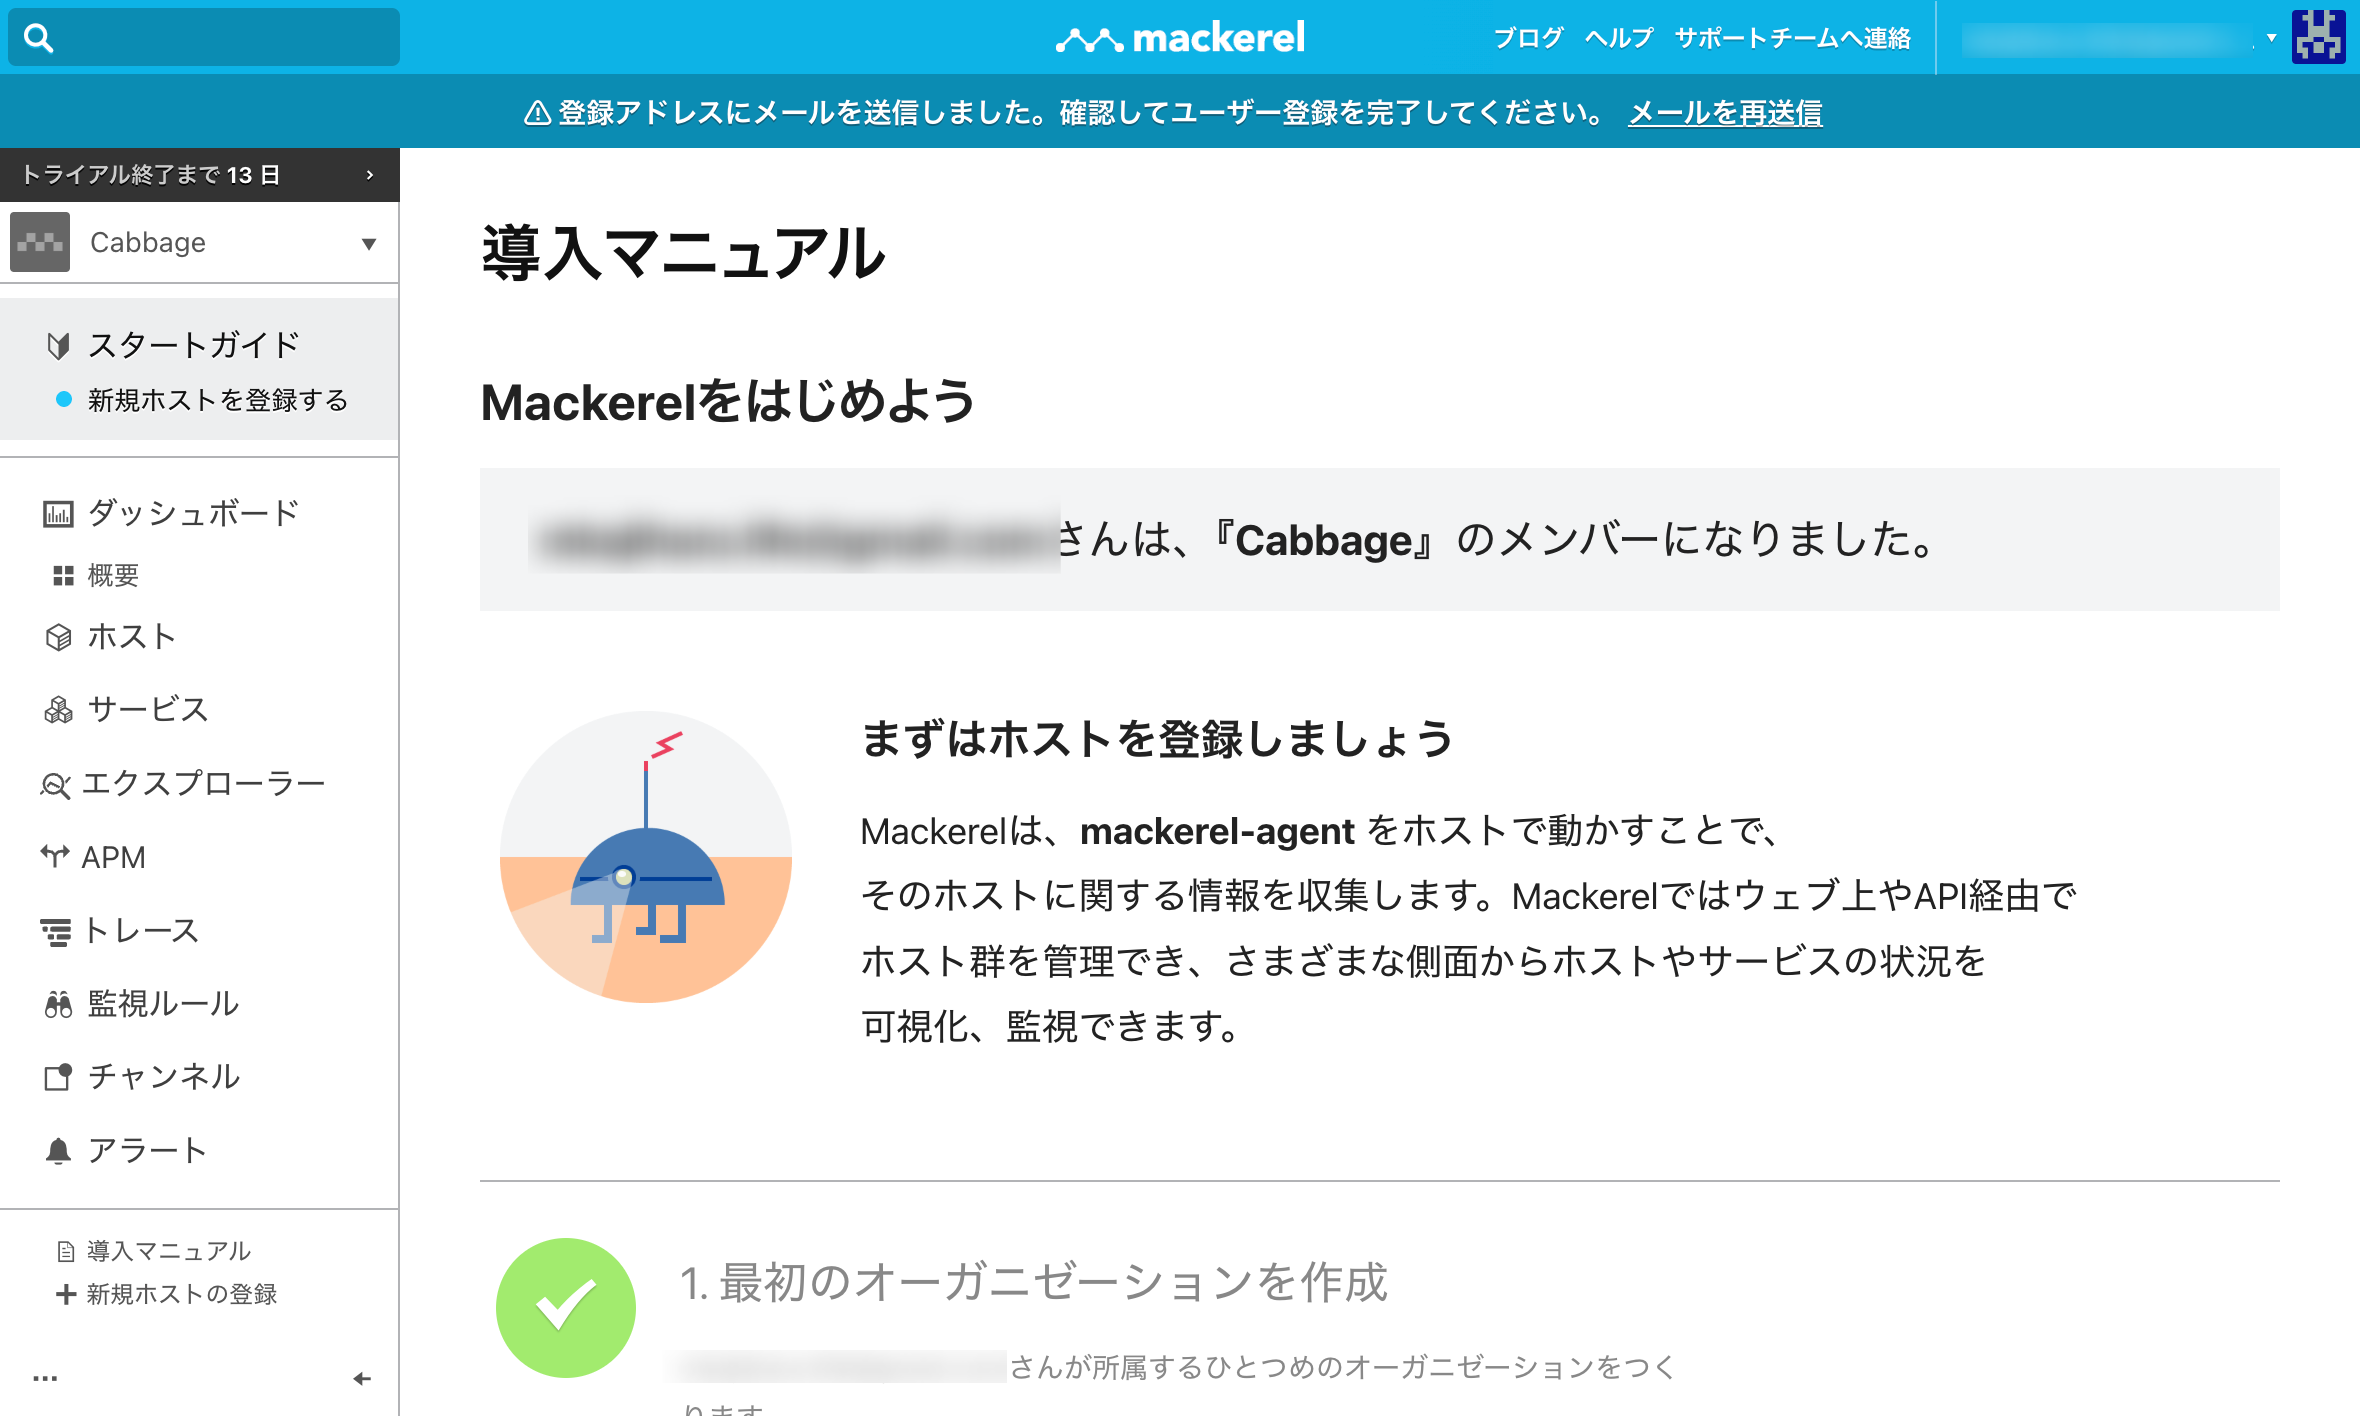 mackerel
ブログ ヘルプ サポートチームへ連絡
登録アドレスにメールを送信しました。確認してユーザー登録を完了してください。 メールを再送信
トライアル終了まで 13 日
Cabbage
スタートガイド
新規ホストを登録する
ダッシュボード
概要
ホスト
サービス
エクスプローラー
APM
トレース
監視ルール
チャンネル
アラート
導入マニュアル
新規ホストの登録
導入マニュアル
Mackerelをはじめよう
さんは、『Cabbage』のメンバーになりました。
まずはホストを登録しましょう
Mackerelは、mackerel-agent をホストで動かすことで、
そのホストに関する情報を収集します。Mackerelではウェブ上やAPI経由で
ホスト群を管理でき、さまざまな側面からホストやサービスの状況を
可視化、監視できます。
1. 最初のオーガニゼーションを作成
さんが所属するひとつめのオーガニゼーションをつく
ります